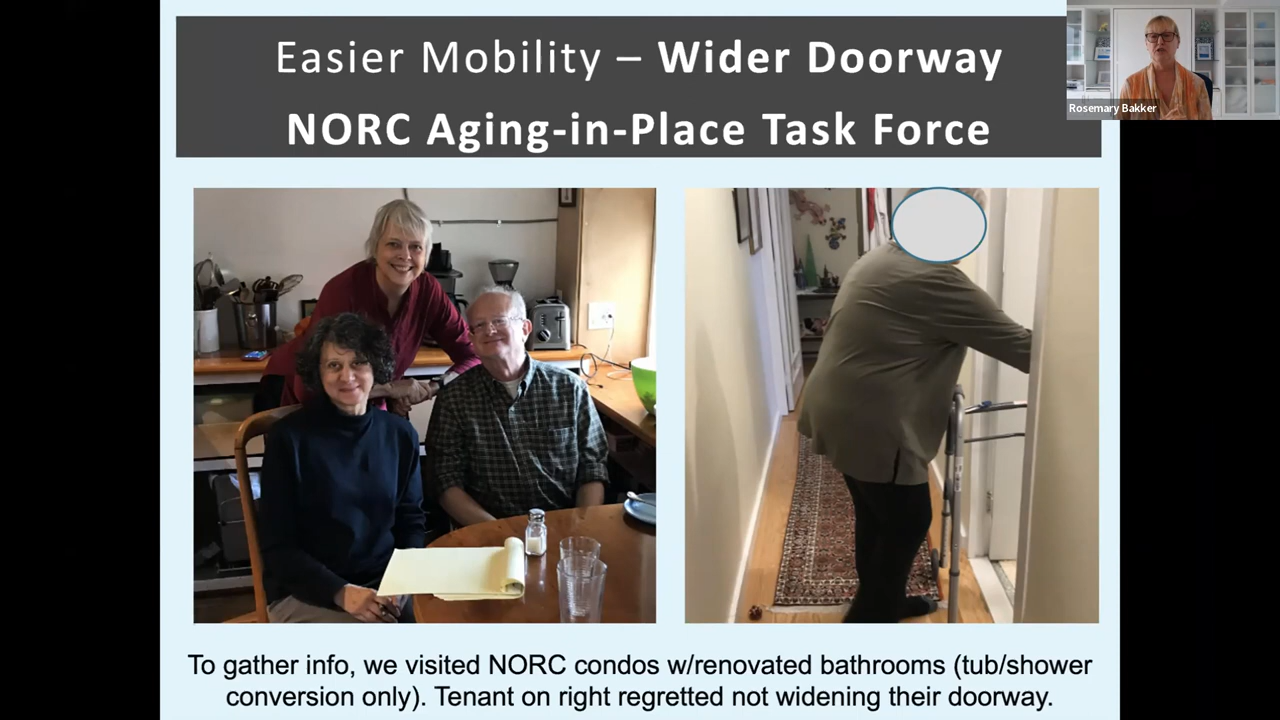 Easier Mobility – Wider Doorway
NORC Aging-in-Place Task Force
Rosemary Bakker
To gather info, we visited NORC condos w/renovated bathrooms (tub/shower
conversion only). Tenant on right regretted not widening their doorway.